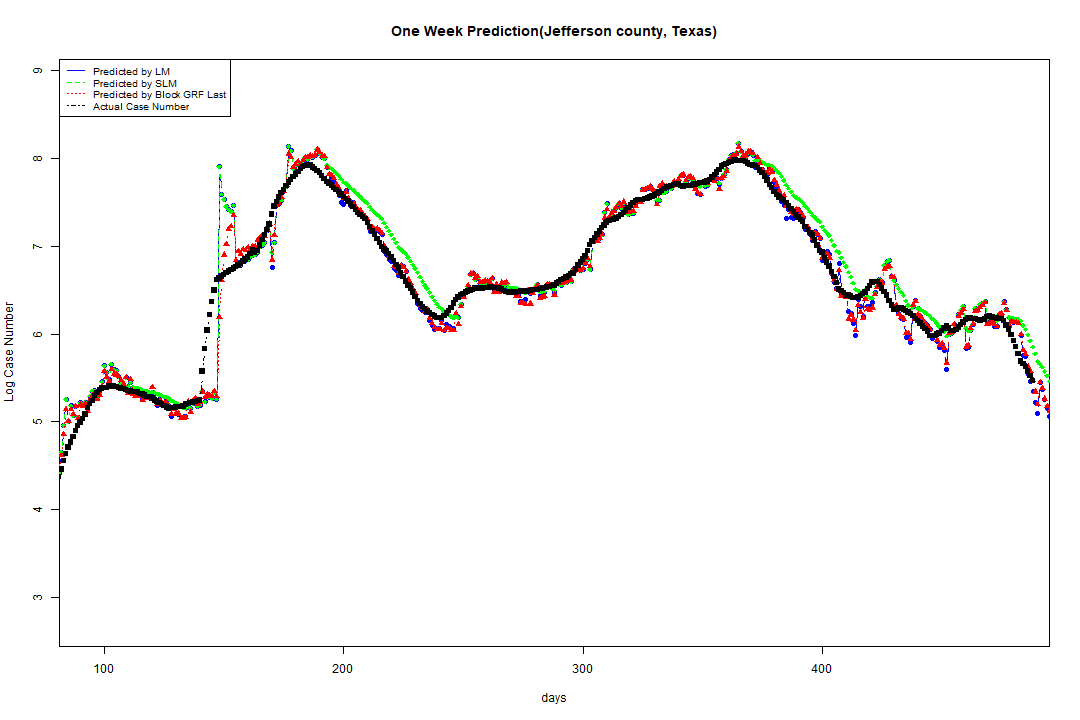 One Week Prediction(Jefferson county, Texas)
Predicted by LM
Predicted by SLM
Predicted by Block GRF Last
Actual Case Number
9
8
7
6
5
4
3
Log Case Number
100 200 300 400
days